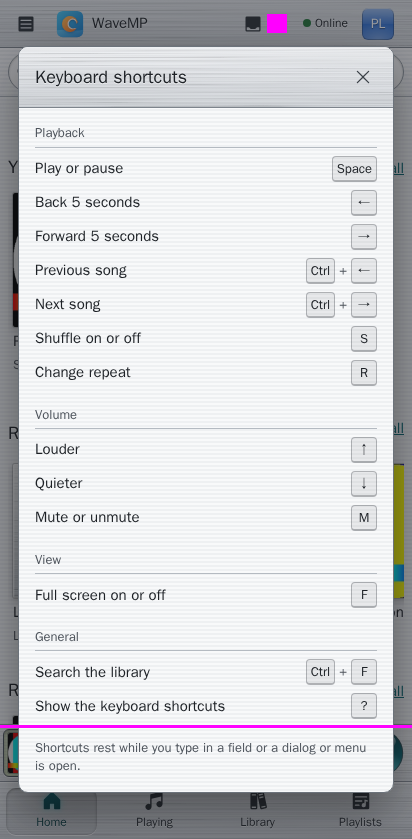 WaveMP
Online
PL
Keyboard shortcuts
Playback
Play or pause
Space
Back 5 seconds
←
Forward 5 seconds
→
Previous song
Ctrl + ←
Next song
Ctrl + →
Shuffle on or off
S
Change repeat
R
Volume
Louder
↑
Quieter
↓
Mute or unmute
M
View
Full screen on or off
F
General
Search the library
Ctrl + F
Show the keyboard shortcuts
?
Shortcuts rest while you type in a field or a dialog or menu
is open.
Home
Playing
Library
Playlists